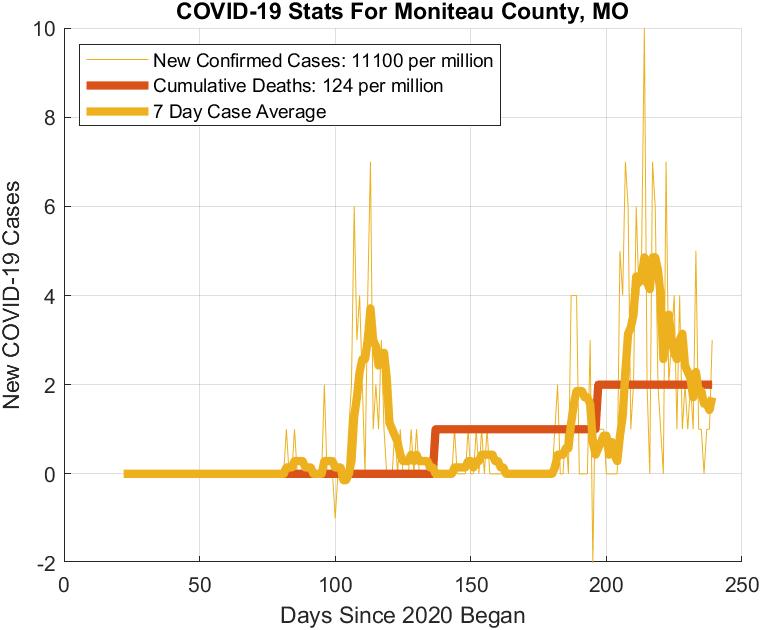 COVID-19 Stats For Moniteau County, MO
10
New Confirmed Cases: 11100 per million
Cumulative Deaths: 124 per million
7 Day Case Average
8
6
4
2
0
-2
New COVID-19 Cases
0 50 100 150 200 250
Days Since 2020 Began